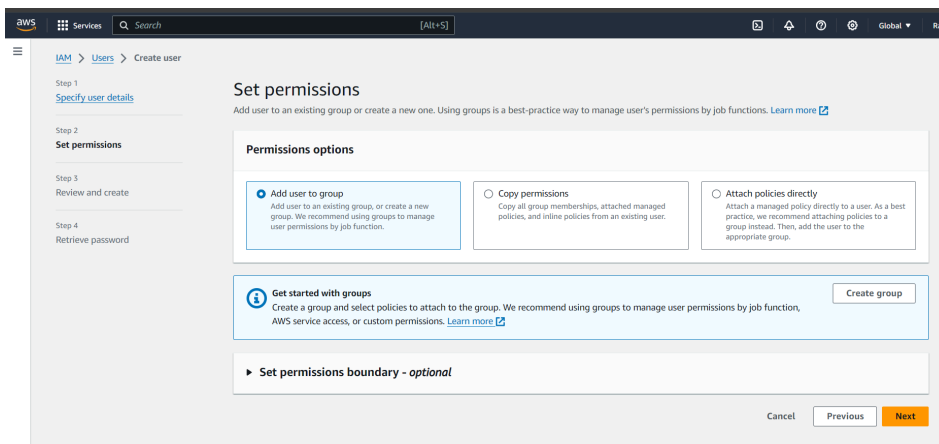 aws
Services
Search
[Alt+S]
Global
IAM > Users > Create user
Step 1
Specify user details
Step 2
Set permissions
Step 3
Review and create
Step 4
Retrieve password
Set permissions
Add user to an existing group or create a new one. Using groups is a best-practice way to manage user's permissions by job functions. Learn more
Permissions options
Add user to group
Add user to an existing group, or create a new
group. We recommend using groups to manage
user permissions by job function.
Copy permissions
Copy all group memberships, attached managed
policies, and inline policies from an existing user.
Attach policies directly
Attach a managed policy directly to a user. As a best
practice, we recommend attaching policies to a
group instead. Then, add the user to the
appropriate group.
Get started with groups
Create a group and select policies to attach to the group. We recommend using groups to manage user permissions by job function,
AWS service access, or custom permissions. Learn more
Create group
Set permissions boundary - optional
Cancel
Previous
Next